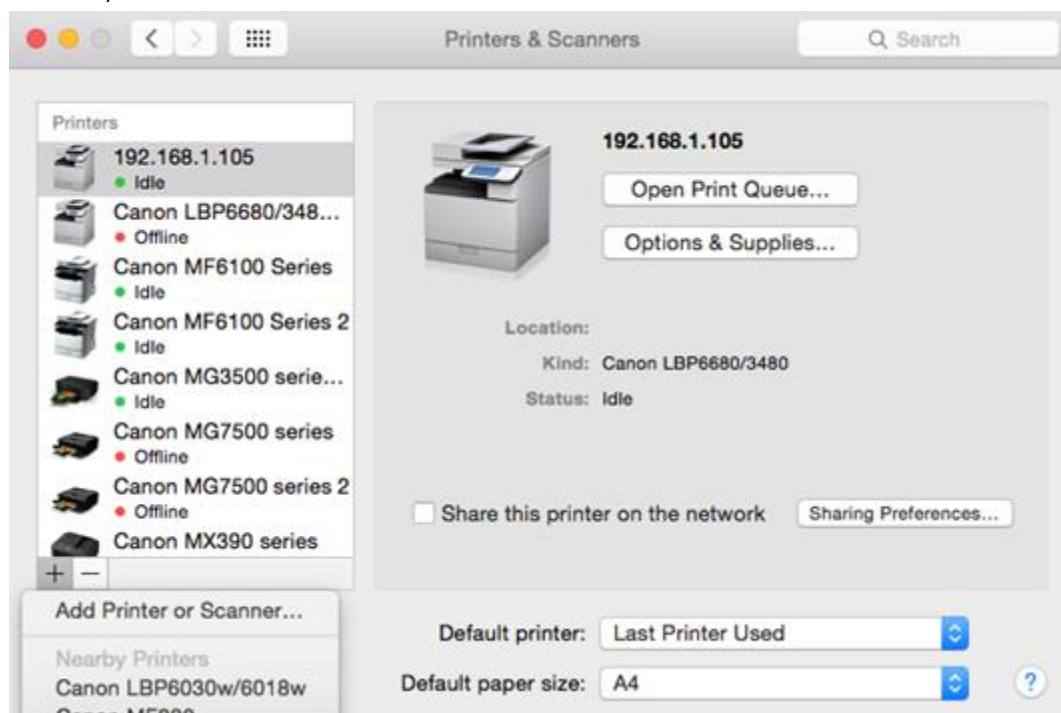 Printers & Scanners
Search
Printers
192.168.1.105
Idle
Canon LBP6680/348...
Offline
Canon MF6100 Series
Idle
Canon MF6100 Series 2
Idle
Canon MG3500 serie...
Idle
Canon MG7500 series
Offline
Canon MG7500 series 2
Offline
Canon MX390 series
+ −
Add Printer or Scanner...
Nearby Printers
Canon LBP6030w/6018w
192.168.1.105
Open Print Queue...
Options & Supplies...
Location:
Kind: Canon LBP6680/3480
Status: Idle
Share this printer on the network Sharing Preferences...
Default printer: Last Printer Used
Default paper size: A4
?